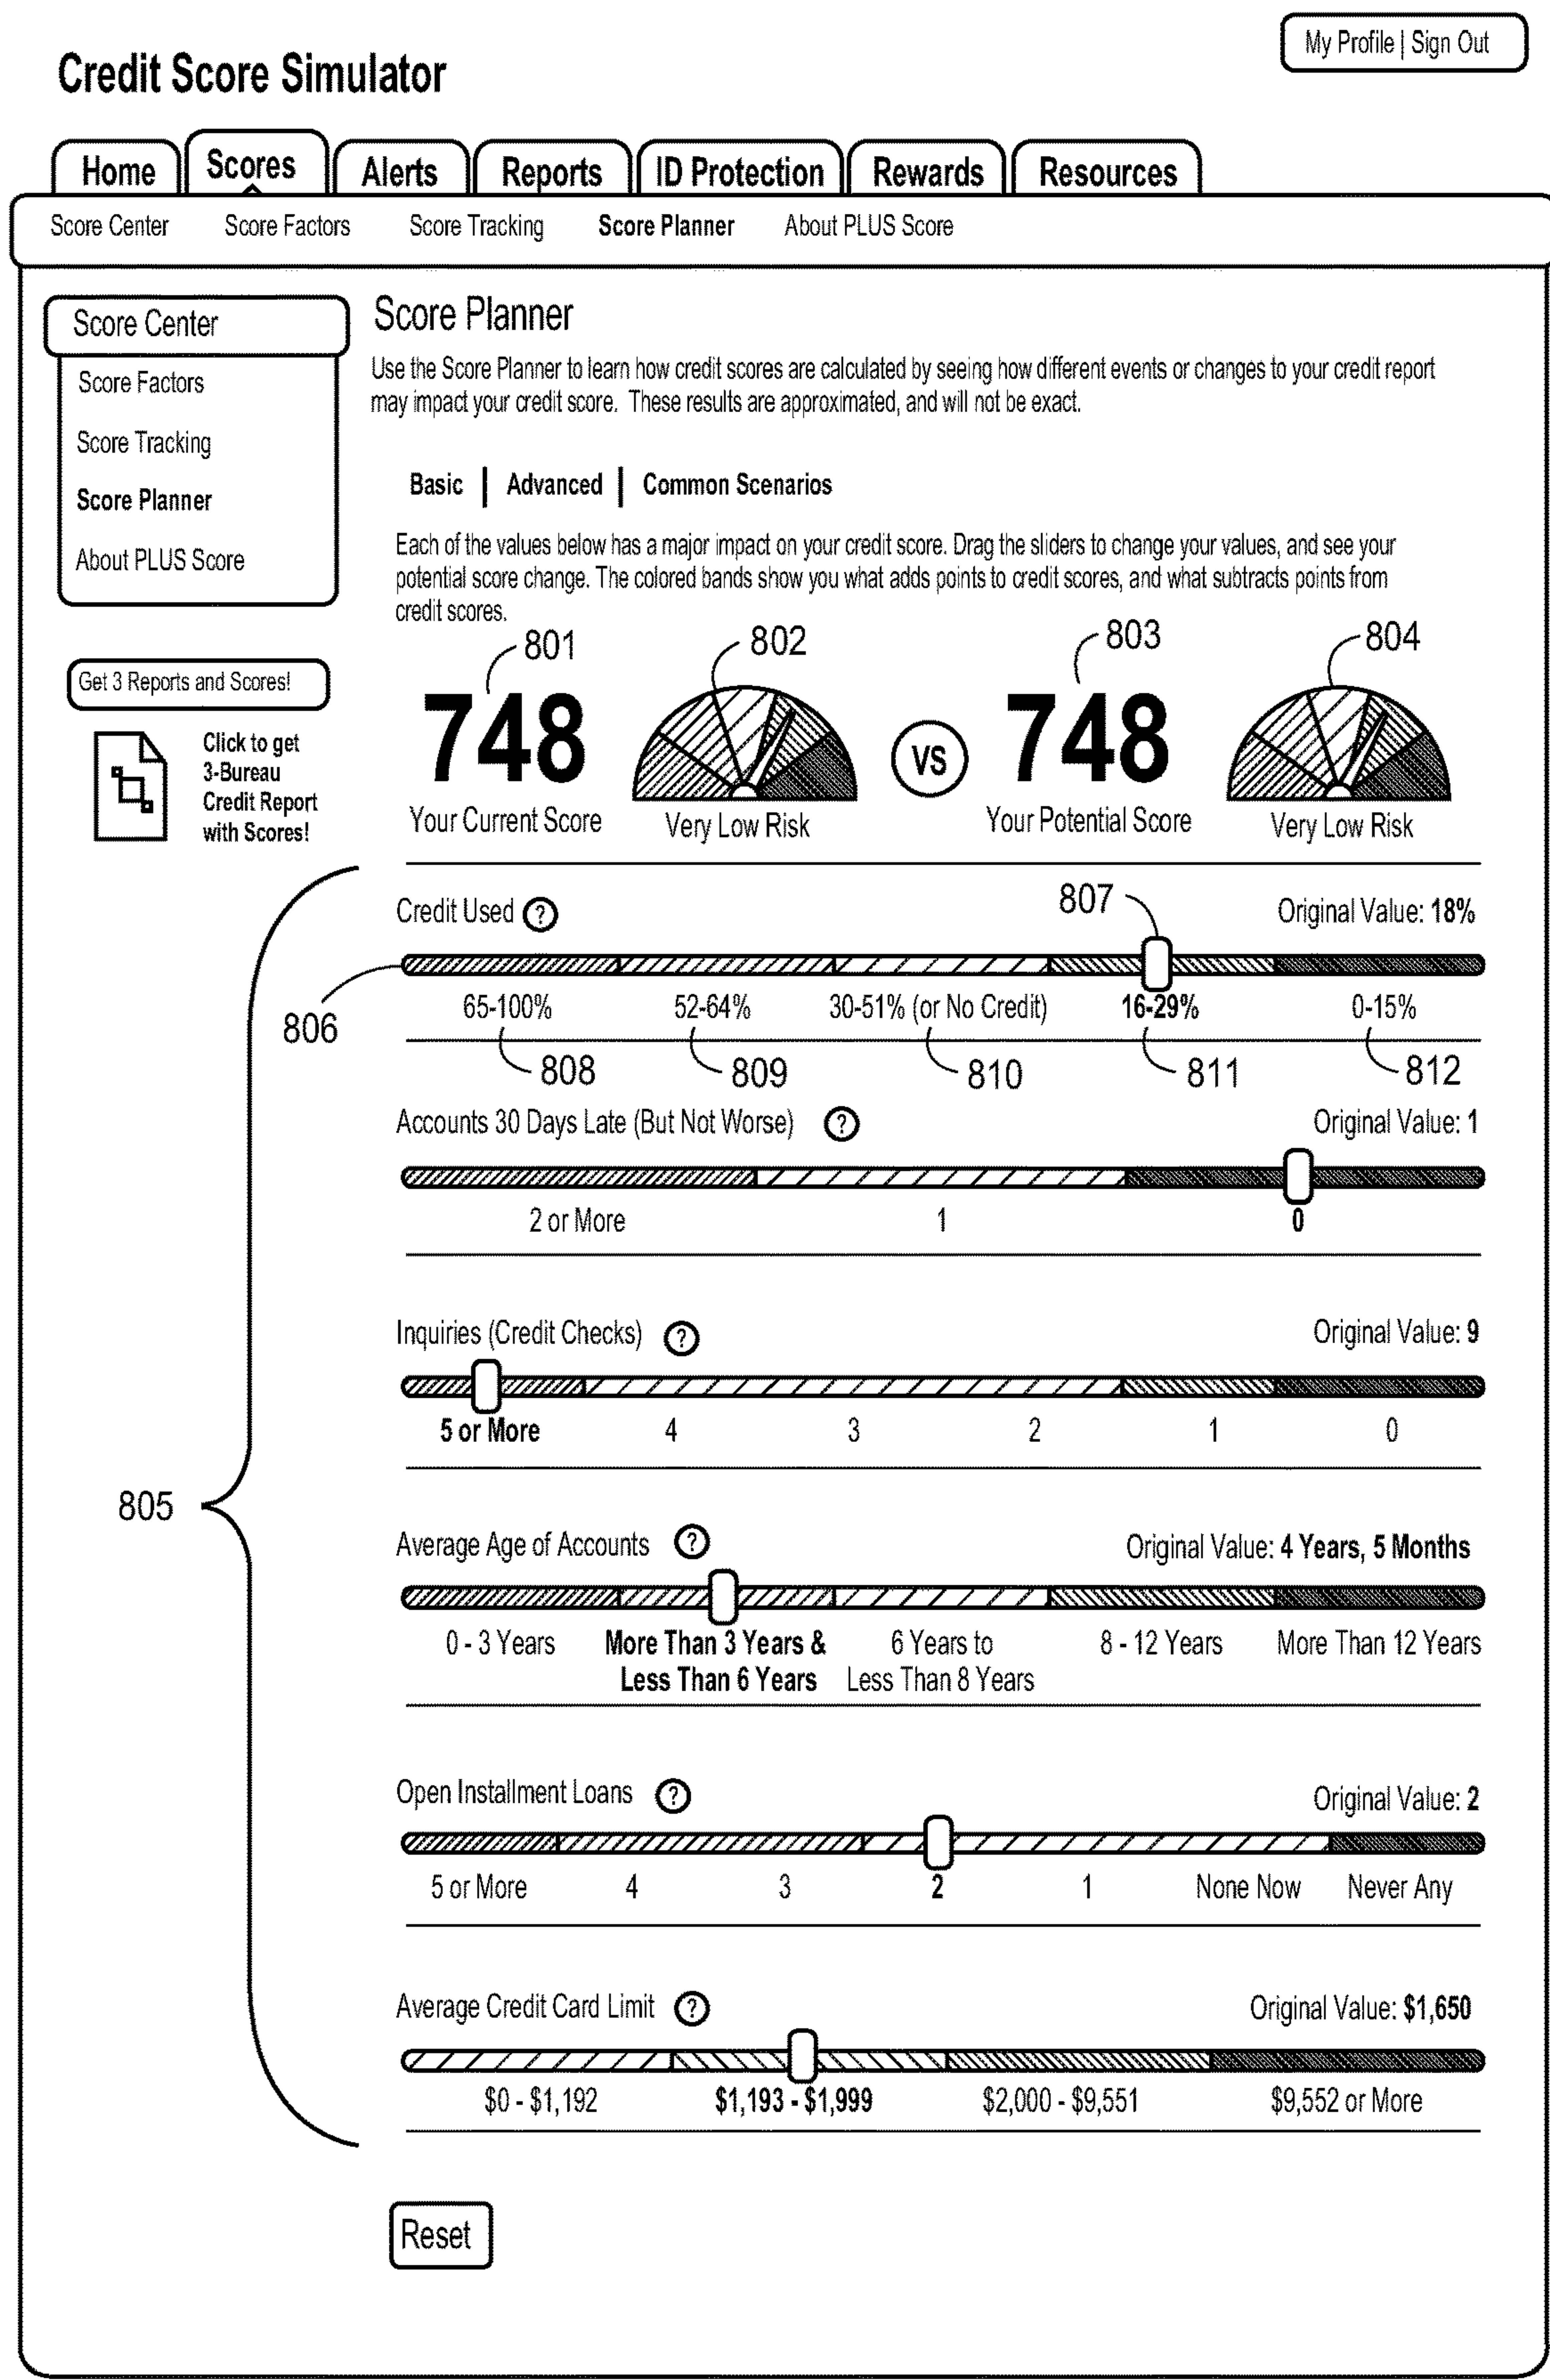 My Profile | Sign Out
Credit Score Simulator
Home
Scores
Alerts
Reports
ID Protection
Rewards
Resources
Score Center
Score Factors
Score Tracking
Score Planner
About PLUS Score
Score Center
Score Factors
Score Tracking
Score Planner
About PLUS Score
Get 3 Reports and Scores!
Click to get
3-Bureau
Credit Report
with Scores!
Score Planner
Use the Score Planner to learn how credit scores are calculated by seeing how different events or changes to your credit report
may impact your credit score. These results are approximated, and will not be exact.
Basic | Advanced | Common Scenarios
Each of the values below has a major impact on your credit score. Drag the sliders to change your values, and see your
potential score change. The colored bands show you what adds points to credit scores, and what subtracts points from
credit scores.
801
802
803
804
748
VS
748
Your Current Score
Very Low Risk
Your Potential Score
Very Low Risk
805
Credit Used ?
807
Original Value: 18%
806
65-100%
52-64%
30-51% (or No Credit)
16-29%
0-15%
808
809
810
811
812
Accounts 30 Days Late (But Not Worse) ?
Original Value: 1
2 or More
1
0
Inquiries (Credit Checks) ?
Original Value: 9
5 or More
4
3
2
1
0
Average Age of Accounts ?
Original Value: 4 Years, 5 Months
0 - 3 Years
More Than 3 Years &
Less Than 6 Years
6 Years to
Less Than 8 Years
8 - 12 Years
More Than 12 Years
Open Installment Loans ?
Original Value: 2
5 or More
4
3
2
1
None Now
Never Any
Average Credit Card Limit ?
Original Value: $1,650
$0 - $1,192
$1,193 - $1,999
$2,000 - $9,551
$9,552 or More
Reset